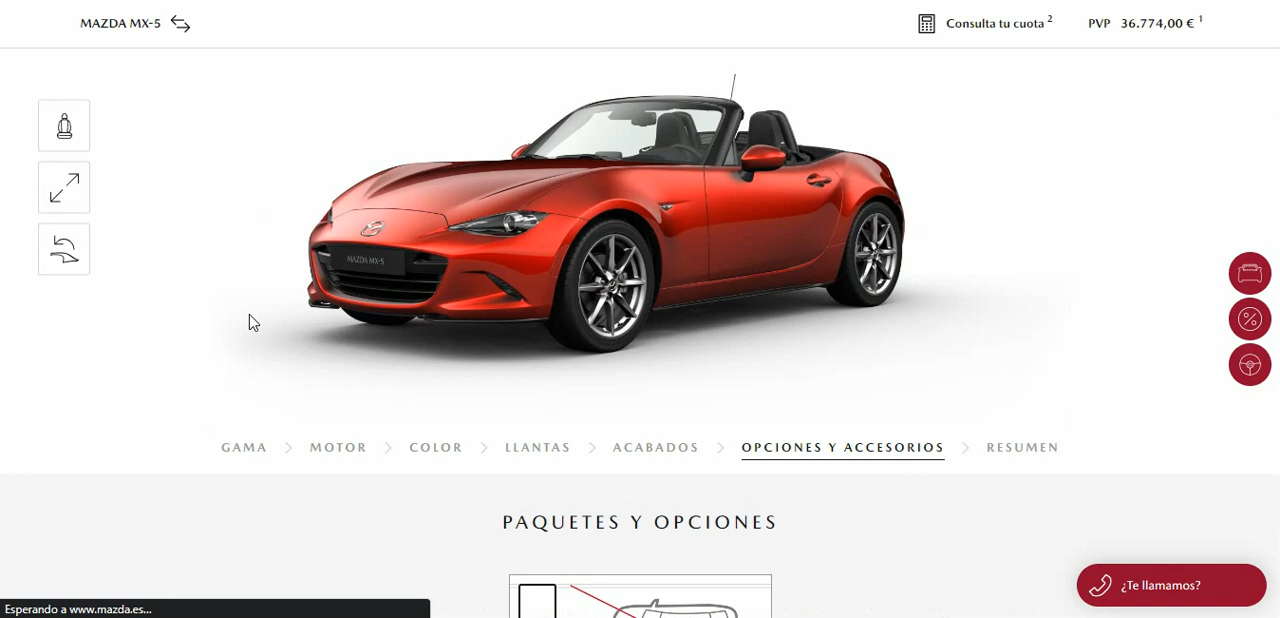 MAZDA MX-5
Consulta tu cuota 2
PVP 36.774,00 € 1
MAZDA MX-5
GAMA
MOTOR
COLOR
LLANTAS
ACABADOS
OPCIONES Y ACCESORIOS
RESUMEN
PAQUETES Y OPCIONES
¿Te llamamos?
Esperando a www.mazda.es...